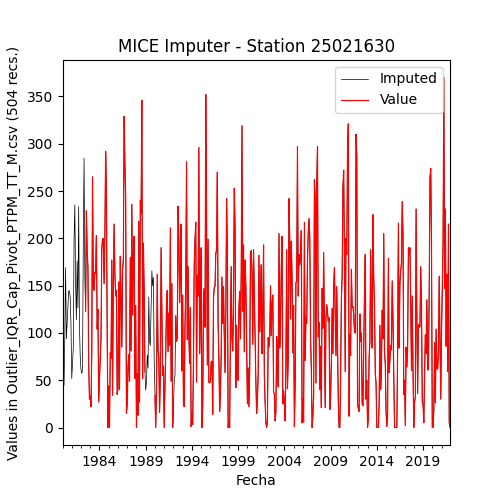 MICE Imputer - Station 25021630
Imputed
Value
Values in Outlier_IQR_Cap_Pivot_PTPM_TT_M.csv (504 recs.)
350
300
250
200
150
100
50
0
1984 1989 1994 1999 2004 2009 2014 2019
Fecha